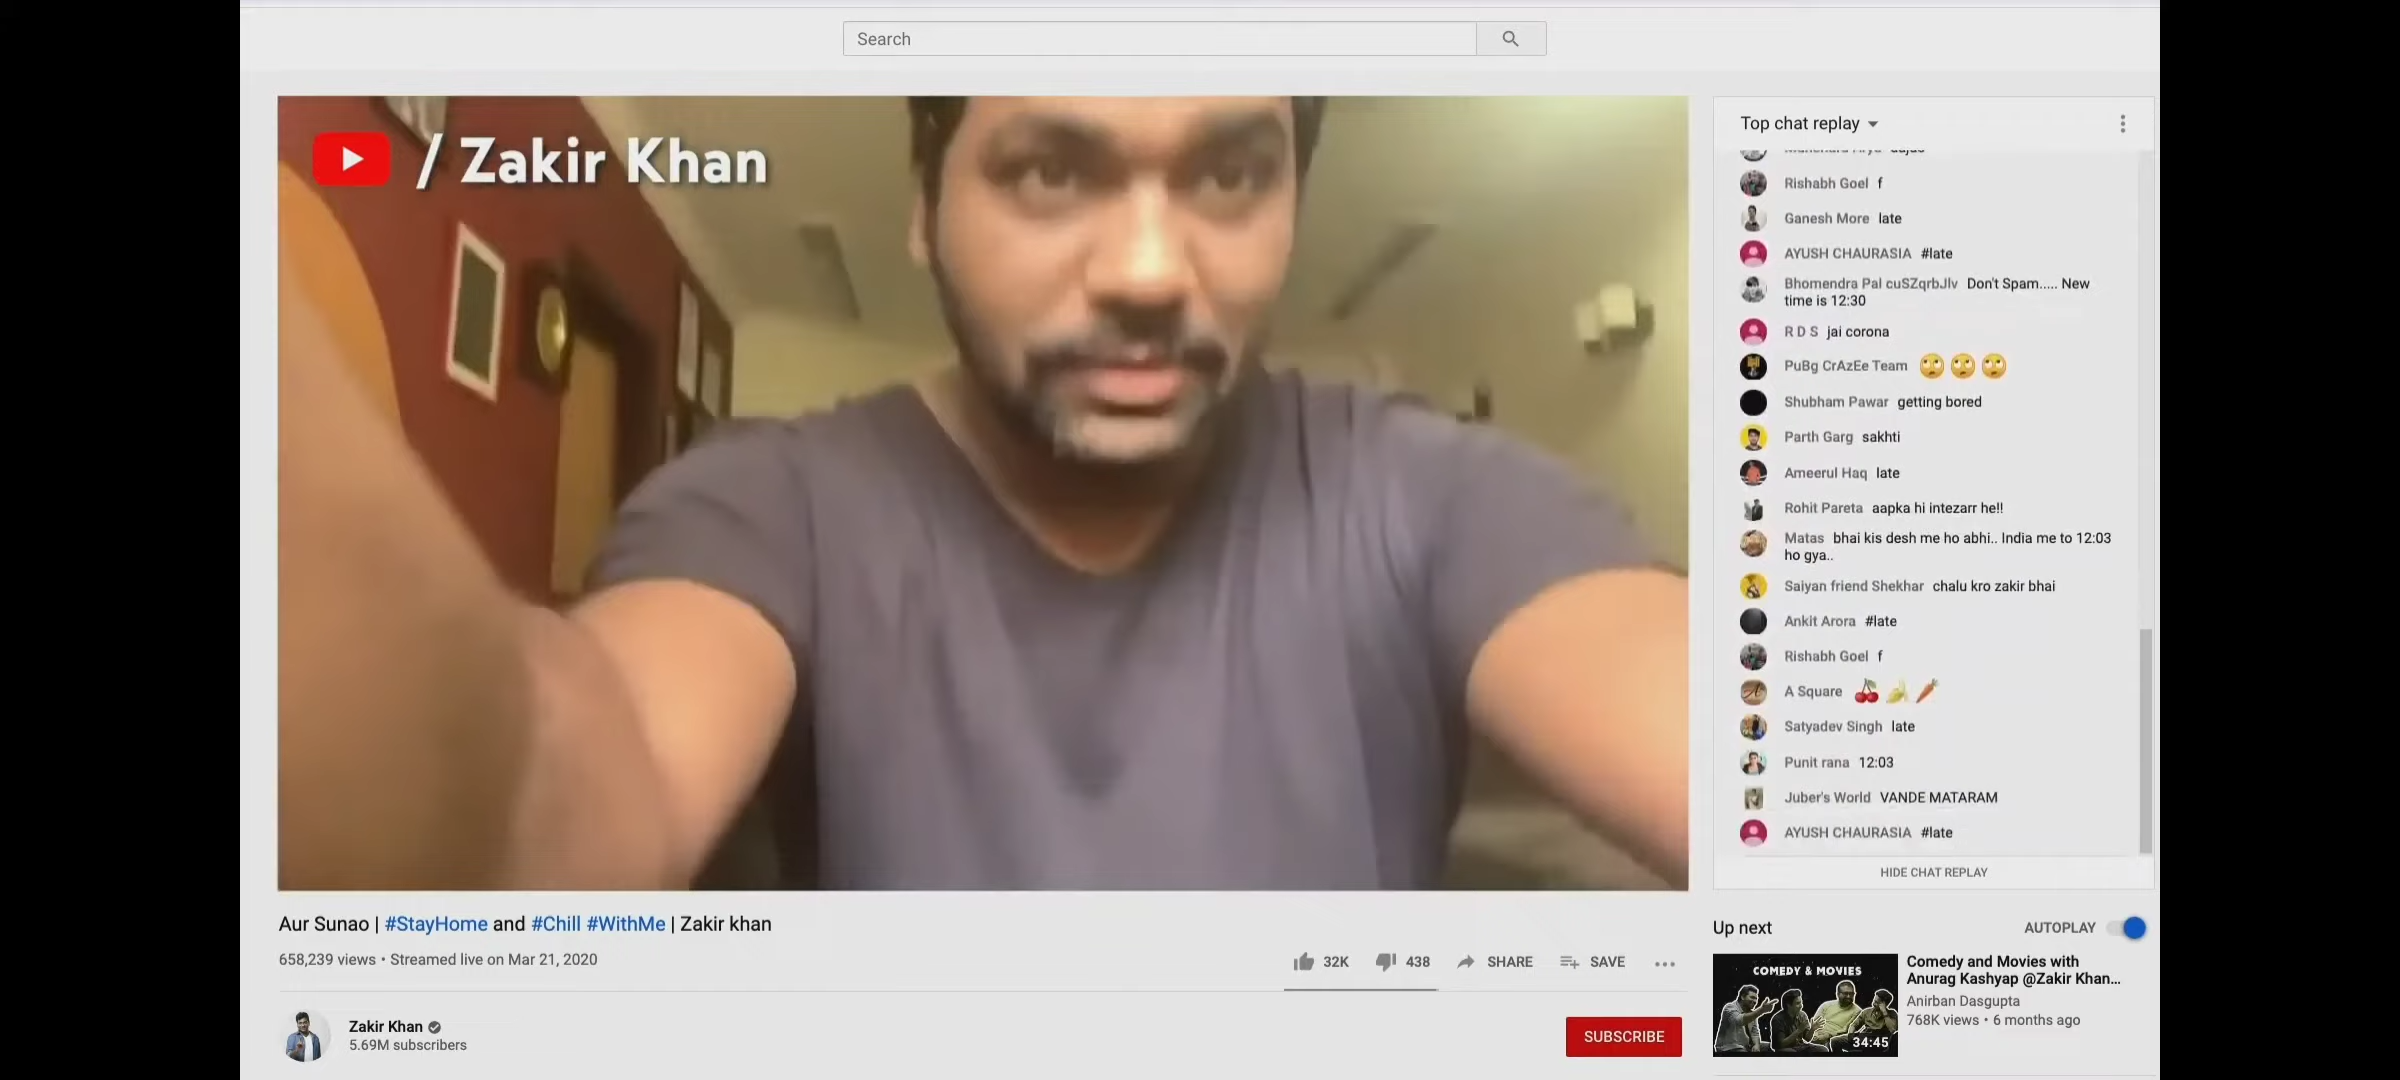 Search
/ Zakir Khan
Top chat replay
Rishabh Goel f
Ganesh More late
AYUSH CHAURASIA #late
Bhomendra Pal cuSZqrbJlv Don't Spam..... New
time is 12:30
R D S jai corona
PuBg CrAzEe Team 🙄 🙄 🙄
Shubham Pawar getting bored
Parth Garg sakhti
Ameerul Haq late
Rohit Pareta aapka hi intezarr he!!
Matas bhai kis desh me ho abhi.. India me to 12:03
ho gya..
Saiyan friend Shekhar chalu kro zakir bhai
Ankit Arora #late
Rishabh Goel f
A Square 🍒 🍌 🥕
Satyadev Singh late
Punit rana 12:03
Juber's World VANDE MATARAM
AYUSH CHAURASIA #late
HIDE CHAT REPLAY
Aur Sunao | #StayHome and #Chill #WithMe | Zakir khan
658,239 views • Streamed live on Mar 21, 2020
32K 438 SHARE SAVE
Zakir Khan
5.69M subscribers
SUBSCRIBE
Up next AUTOPLAY
COMEDY & MOVIES
34:45
Comedy and Movies with
Anurag Kashyap @Zakir Khan...
Anirban Dasgupta
768K views • 6 months ago